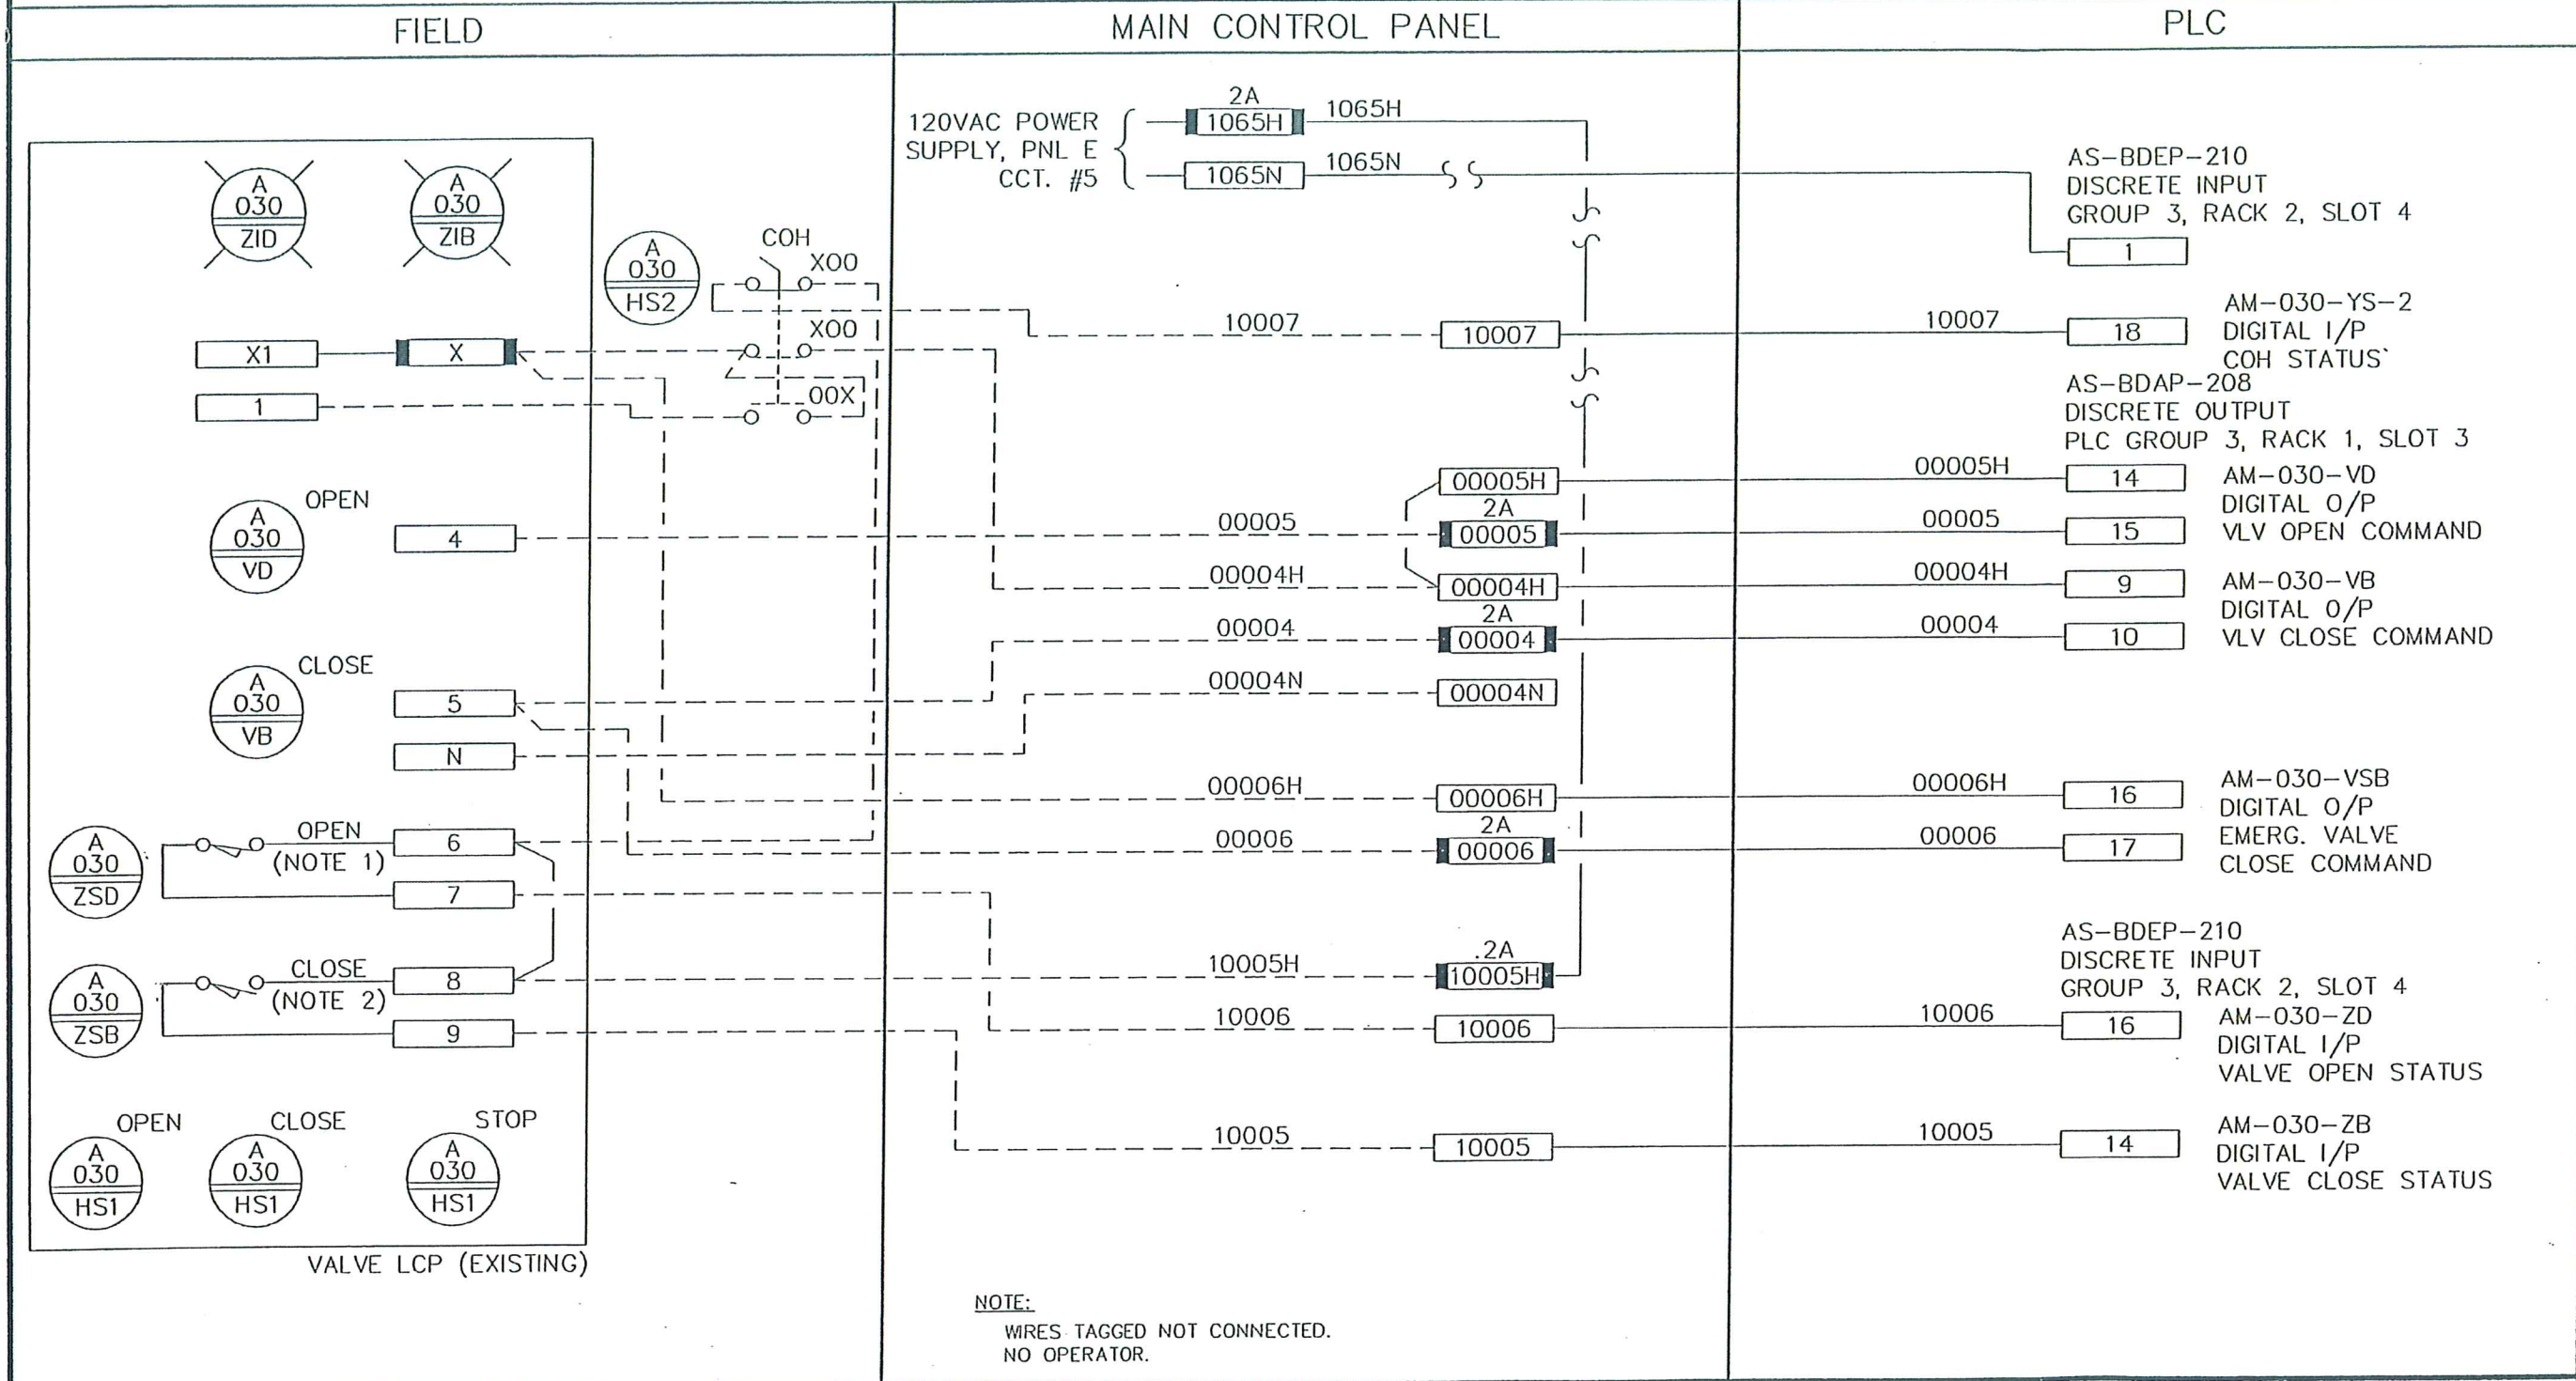 FIELD
MAIN CONTROL PANEL
PLC
A
030
ZID
A
030
ZIB
A
030
HS2
COH
XOO
XOO
OOX
X1
X
1
OPEN
A
030
VD
4
CLOSE
A
030
VB
5
N
A
030
ZSD
OPEN
(NOTE 1)
6
7
A
030
ZSB
CLOSE
(NOTE 2)
8
9
OPEN
A
030
HS1
CLOSE
A
030
HS1
STOP
A
030
HS1
VALVE LCP (EXISTING)
120VAC POWER
SUPPLY, PNL E
CCT. #5
2A
1065H
1065H
1065N
1065N
10007
10007
00005H
00005
2A
00005
00004H
00004H
00004
2A
00004
00004N
00004N
00006H
00006H
00006
2A
00006
10005H
.2A
10005H
10006
10006
10005
10005
NOTE:
WIRES TAGGED NOT CONNECTED.
NO OPERATOR.
AS-BDEP-210
DISCRETE INPUT
GROUP 3, RACK 2, SLOT 4
1
10007
18
AM-030-YS-2
DIGITAL I/P
COH STATUS
AS-BDAP-208
DISCRETE OUTPUT
PLC GROUP 3, RACK 1, SLOT 3
00005H
14
AM-030-VD
DIGITAL O/P
00005
15
VLV OPEN COMMAND
00004H
9
AM-030-VB
DIGITAL O/P
00004
10
VLV CLOSE COMMAND
00006H
16
AM-030-VSB
DIGITAL O/P
00006
17
EMERG. VALVE
CLOSE COMMAND
AS-BDEP-210
DISCRETE INPUT
GROUP 3, RACK 2, SLOT 4
10006
16
AM-030-ZD
DIGITAL I/P
VALVE OPEN STATUS
10005
14
AM-030-ZB
DIGITAL I/P
VALVE CLOSE STATUS